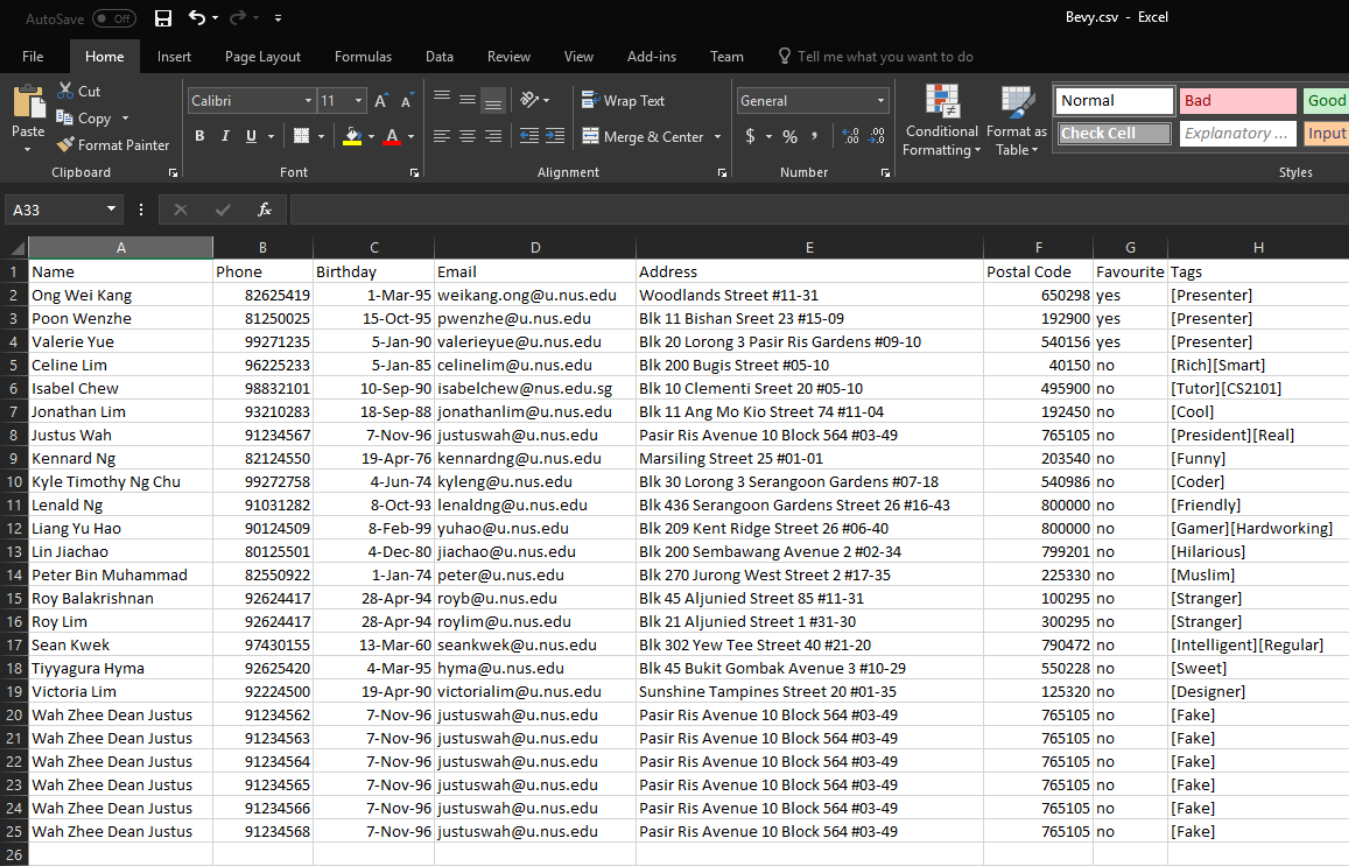 AutoSave Off Bevy.csv - Excel
File Home Insert Page Layout Formulas Data Review View Add-ins Team Tell me what you want to do
Cut
Copy
Format Painter
Paste
Clipboard
Calibri 11 A A
B I U A
Font
Wrap Text
Merge & Center
Alignment
General
$ % , .00 .00
Number
Conditional Formatting
Format as Table
Normal Bad Good
Check Cell Explanatory ... Input
Styles
A33 fx
A B C D E F G H
1 Name Phone Birthday Email Address Postal Code Favourite Tags
2 Ong Wei Kang 82625419 1-Mar-95 weikang.ong@u.nus.edu Woodlands Street #11-31 650298 yes [Presenter]
3 Poon Wenzhe 81250025 15-Oct-95 pwenzhe@u.nus.edu Blk 11 Bishan Sreet 23 #15-09 192900 yes [Presenter]
4 Valerie Yue 99271235 5-Jan-90 valerieyue@u.nus.edu Blk 20 Lorong 3 Pasir Ris Gardens #09-10 540156 yes [Presenter]
5 Celine Lim 96225233 5-Jan-85 celinelim@u.nus.edu Blk 200 Bugis Street #05-10 40150 no [Rich][Smart]
6 Isabel Chew 98832101 10-Sep-90 isabelchew@nus.edu.sg Blk 10 Clementi Sreet 20 #05-10 495900 no [Tutor][CS2101]
7 Jonathan Lim 93210283 18-Sep-88 jonathanlim@u.nus.edu Blk 11 Ang Mo Kio Street 74 #11-04 192450 no [Cool]
8 Justus Wah 91234567 7-Nov-96 justuswah@u.nus.edu Pasir Ris Avenue 10 Block 564 #03-49 765105 no [President][Real]
9 Kennard Ng 82124550 19-Apr-76 kennardng@u.nus.edu Marsiling Street 25 #01-01 203540 no [Funny]
10 Kyle Timothy Ng Chu 99272758 4-Jun-74 kyleng@u.nus.edu Blk 30 Lorong 3 Serangoon Gardens #07-18 540986 no [Coder]
11 Lenald Ng 91031282 8-Oct-93 lenaldng@u.nus.edu Blk 436 Serangoon Gardens Street 26 #16-43 800000 no [Friendly]
12 Liang Yu Hao 90124509 8-Feb-99 yuhao@u.nus.edu Blk 209 Kent Ridge Street 26 #06-40 800000 no [Gamer][Hardworking]
13 Lin Jiachao 80125501 4-Dec-80 jiachao@u.nus.edu Blk 200 Sembawang Avenue 2 #02-34 799201 no [Hilarious]
14 Peter Bin Muhammad 82550922 1-Jan-74 peter@u.nus.edu Blk 270 Jurong West Street 2 #17-35 225330 no [Muslim]
15 Roy Balakrishnan 92624417 28-Apr-94 royb@u.nus.edu Blk 45 Aljunied Street 85 #11-31 100295 no [Stranger]
16 Roy Lim 92624417 28-Apr-94 roylim@u.nus.edu Blk 21 Aljunied Street 1 #31-30 300295 no [Stranger]
17 Sean Kwek 97430155 13-Mar-60 seankwek@u.nus.edu Blk 302 Yew Tee Street 40 #21-20 790472 no [Intelligent][Regular]
18 Tiyyagura Hyma 92625420 4-Mar-95 hyma@u.nus.edu Blk 45 Bukit Gombak Avenue 3 #10-29 550228 no [Sweet]
19 Victoria Lim 92224500 19-Apr-90 victorialim@u.nus.edu Sunshine Tampines Street 20 #01-35 125320 no [Designer]
20 Wah Zhee Dean Justus 91234562 7-Nov-96 justuswah@u.nus.edu Pasir Ris Avenue 10 Block 564 #03-49 765105 no [Fake]
21 Wah Zhee Dean Justus 91234563 7-Nov-96 justuswah@u.nus.edu Pasir Ris Avenue 10 Block 564 #03-49 765105 no [Fake]
22 Wah Zhee Dean Justus 91234564 7-Nov-96 justuswah@u.nus.edu Pasir Ris Avenue 10 Block 564 #03-49 765105 no [Fake]
23 Wah Zhee Dean Justus 91234565 7-Nov-96 justuswah@u.nus.edu Pasir Ris Avenue 10 Block 564 #03-49 765105 no [Fake]
24 Wah Zhee Dean Justus 91234566 7-Nov-96 justuswah@u.nus.edu Pasir Ris Avenue 10 Block 564 #03-49 765105 no [Fake]
25 Wah Zhee Dean Justus 91234568 7-Nov-96 justuswah@u.nus.edu Pasir Ris Avenue 10 Block 564 #03-49 765105 no [Fake]
26